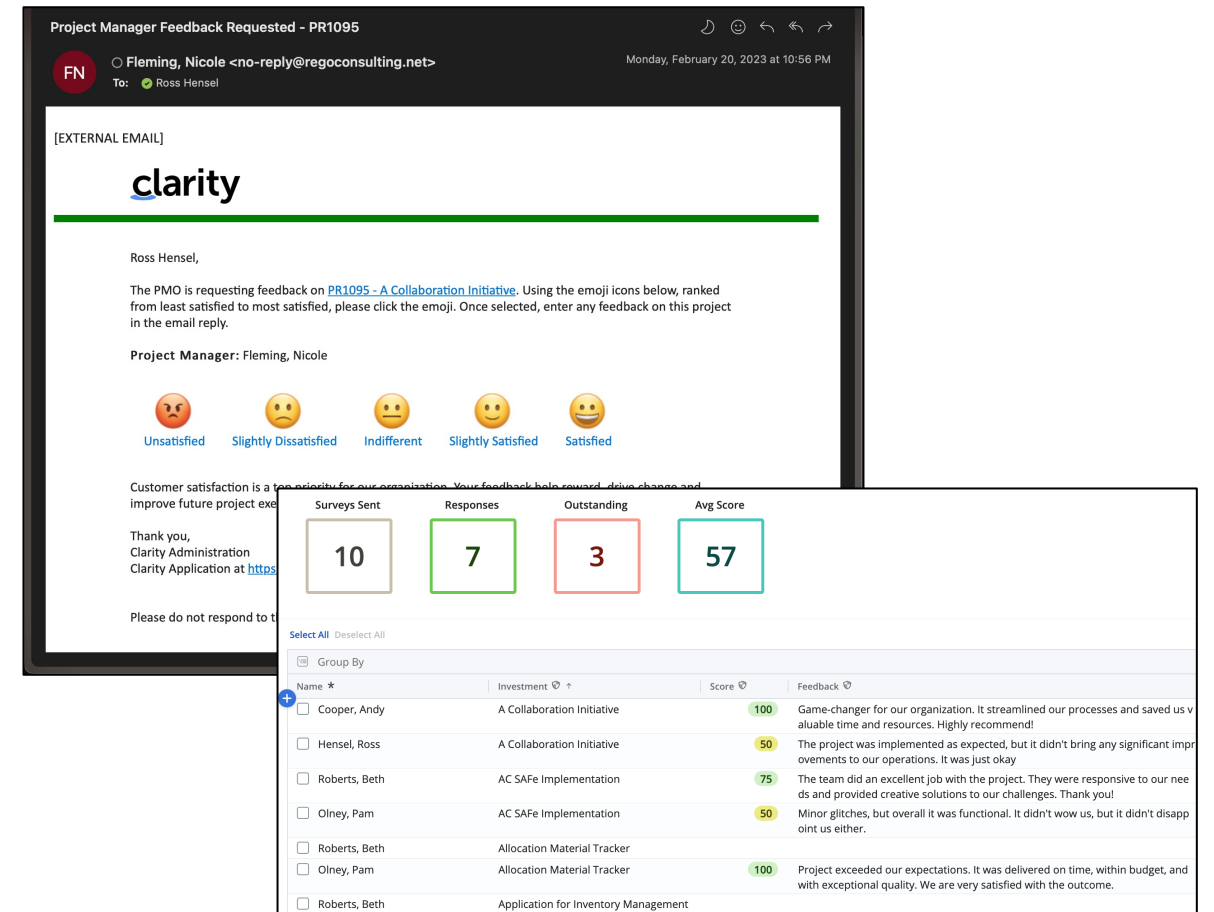 Project Manager Feedback Requested - PR1095
FN
Fleming, Nicole <no-reply@regoconsulting.net>
Monday, February 20, 2023 at 10:56 PM
To: Ross Hensel
[EXTERNAL EMAIL]
clarity
Ross Hensel,
The PMO is requesting feedback on PR1095 - A Collaboration Initiative. Using the emoji icons below, ranked
from least satisfied to most satisfied, please click the emoji. Once selected, enter any feedback on this project
in the email reply.
Project Manager: Fleming, Nicole
Unsatisfied Slightly Dissatisfied Indifferent Slightly Satisfied Satisfied
Customer satisfaction is a top priority for our organization. Your feedback help reward, drive change and
improve future project exe
Thank you,
Clarity Administration
Clarity Application at https
Please do not respond to t
Surveys Sent Responses Outstanding Avg Score
10 7 3 57
Select All Deselect All
Group By
Name * Investment Score Feedback
Cooper, Andy A Collaboration Initiative 100 Game-changer for our organization. It streamlined our processes and saved us v
aluable time and resources. Highly recommend!
Hensel, Ross A Collaboration Initiative 50 The project was implemented as expected, but it didn't bring any significant impr
ovements to our operations. It was just okay
Roberts, Beth AC SAFe Implementation 75 The team did an excellent job with the project. They were responsive to our nee
ds and provided creative solutions to our challenges. Thank you!
Olney, Pam AC SAFe Implementation 50 Minor glitches, but overall it was functional. It didn't wow us, but it didn't disapp
oint us either.
Roberts, Beth Allocation Material Tracker
Olney, Pam Allocation Material Tracker 100 Project exceeded our expectations. It was delivered on time, within budget, and
with exceptional quality. We are very satisfied with the outcome.
Roberts, Beth Application for Inventory Management